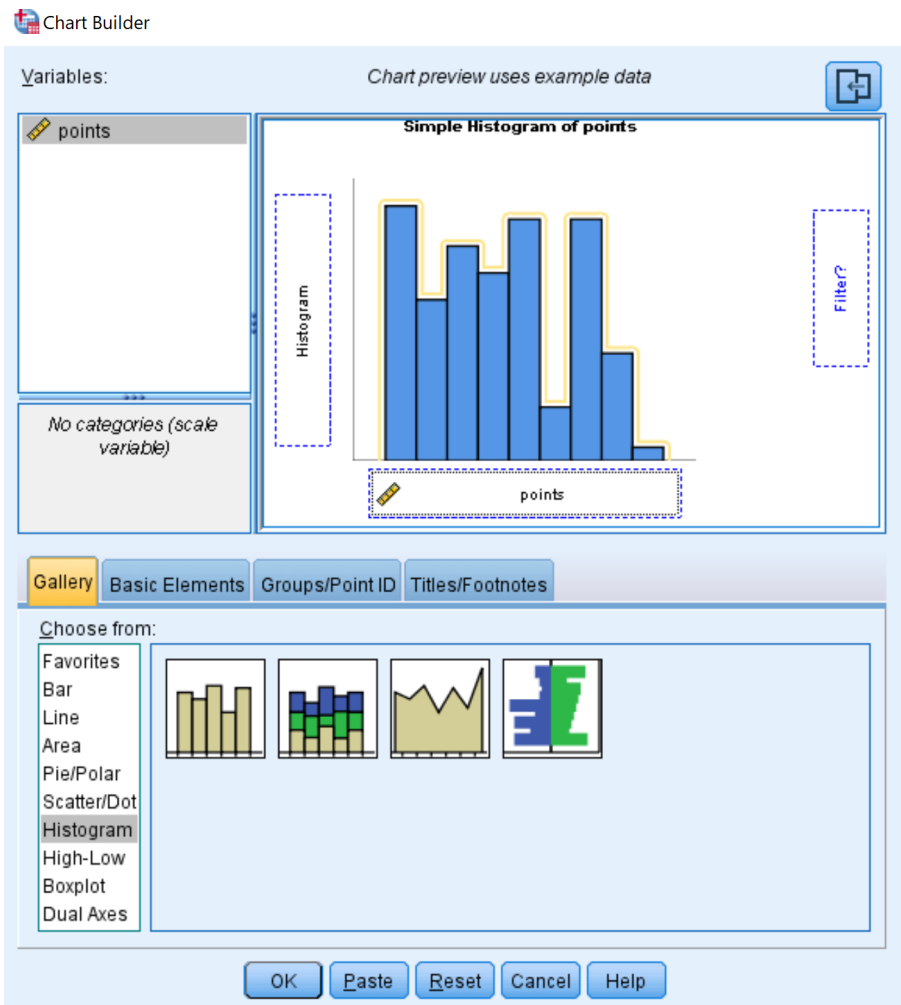 Chart Builder
Variables:
Chart preview uses example data
points
Simple Histogram of points
Histogram
Filter?
points
No categories (scale
variable)
Gallery
Basic Elements
Groups/Point ID
Titles/Footnotes
Choose from:
Favorites
Bar
Line
Area
Pie/Polar
Scatter/Dot
Histogram
High-Low
Boxplot
Dual Axes
OK
Paste
Reset
Cancel
Help